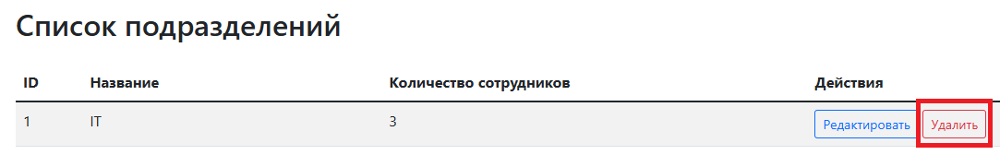 Список подразделений
ID Название Количество сотрудников Действия
1 IT 3 Редактировать Удалить